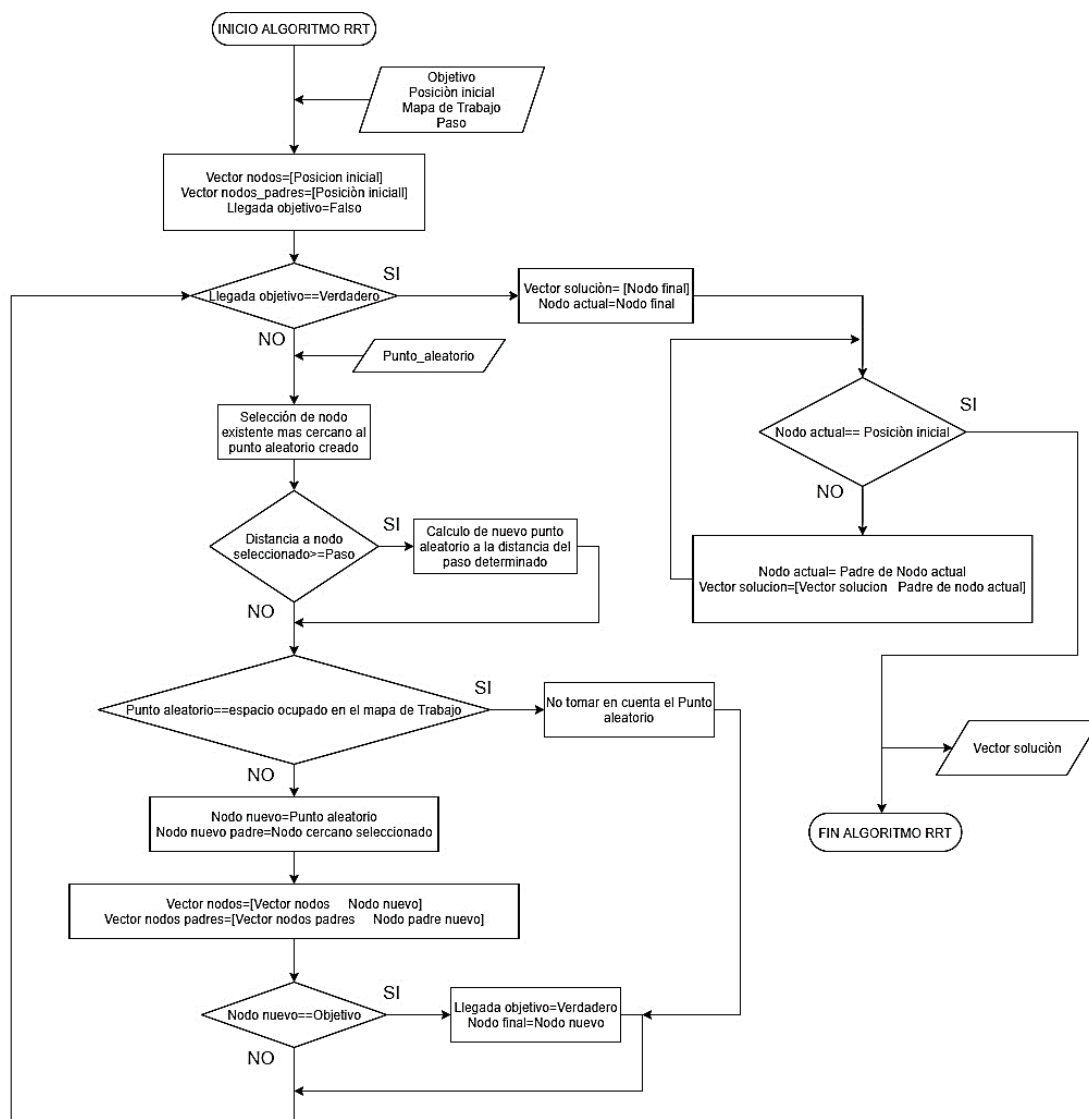 INICIO ALGORITMO RRT
Objetivo
Posiciòn inicial
Mapa de Trabajo
Paso
Vector nodos=[Posicion inicial]
Vector nodos_padres=[Posiciòn iniciall]
Llegada objetivo=Falso
Llegada objetivo==Verdadero
SI
NO
Vector soluciòn= [Nodo final]
Nodo actual=Nodo final
Punto_aleatorio
Selección de nodo
existente mas cercano al
punto aleatorio creado
Nodo actual== Posiciòn inicial
SI
NO
Distancia a nodo
seleccionado>=Paso
SI
NO
Calculo de nuevo punto
aleatorio a la distancia del
paso determinado
Nodo actual= Padre de Nodo actual
Vector solucion=[Vector solucion Padre de nodo actual]
Punto aleatorio==espacio ocupado en el mapa de Trabajo
SI
NO
No tomar en cuenta el Punto
aleatorio
Vector soluciòn
Nodo nuevo=Punto aleatorio
Nodo nuevo padre=Nodo cercano seleccionado
FIN ALGORITMO RRT
Vector nodos=[Vector nodos Nodo nuevo]
Vector nodos padres=[Vector nodos padres Nodo padre nuevo]
Nodo nuevo==Objetivo
SI
NO
Llegada objetivo=Verdadero
Nodo final=Nodo nuevo